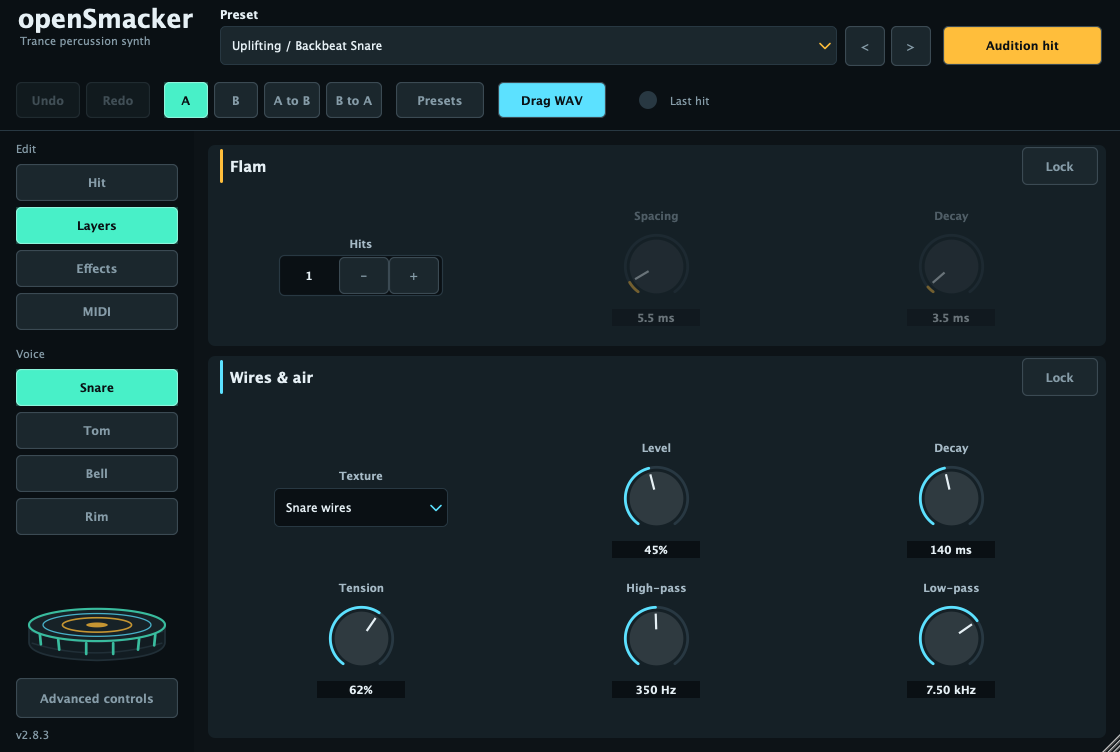 openSmacker
Trance percussion synth
Preset
Uplifting / Backbeat Snare
<
>
Audition hit
Undo
Redo
A
B
A to B
B to A
Presets
Drag WAV
Last hit
Edit
Hit
Layers
Effects
MIDI
Voice
Snare
Tom
Bell
Rim
Advanced controls
v2.8.3
Flam
Lock
Hits
1
-
+
Spacing
5.5 ms
Decay
3.5 ms
Wires & air
Lock
Texture
Snare wires
Level
45%
Decay
140 ms
Tension
62%
High-pass
350 Hz
Low-pass
7.50 kHz